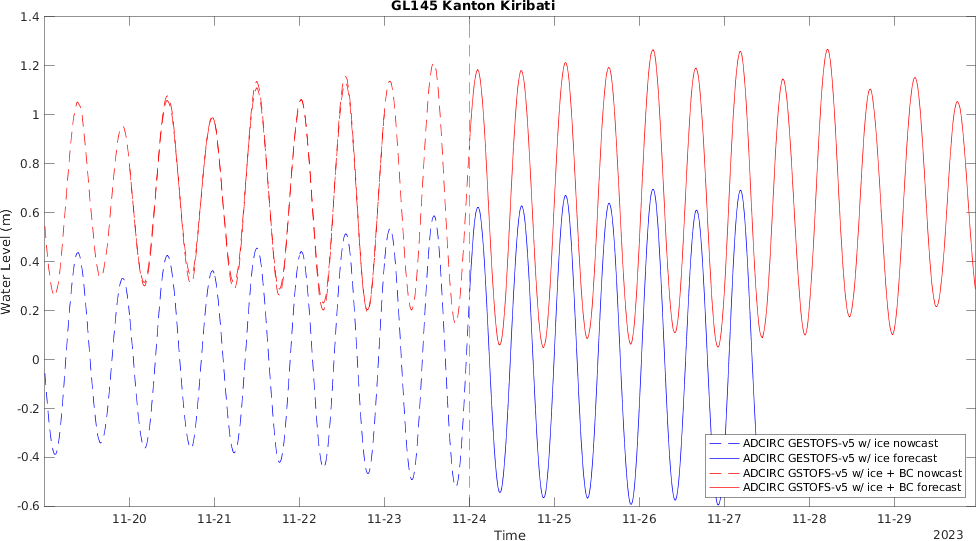 GL145 Kanton Kiribati
1.4
1.2
1
0.8
0.6
0.4
0.2
0
-0.2
-0.4
-0.6
Water Level (m)
ADCIRC GESTOFS-v5 w/ ice nowcast
ADCIRC GESTOFS-v5 w/ ice forecast
ADCIRC GSTOFS-v5 w/ ice + BC nowcast
ADCIRC GSTOFS-v5 w/ ice + BC forecast
11-20 11-21 11-22 11-23 11-24 11-25 11-26 11-27 11-28 11-29
Time
2023